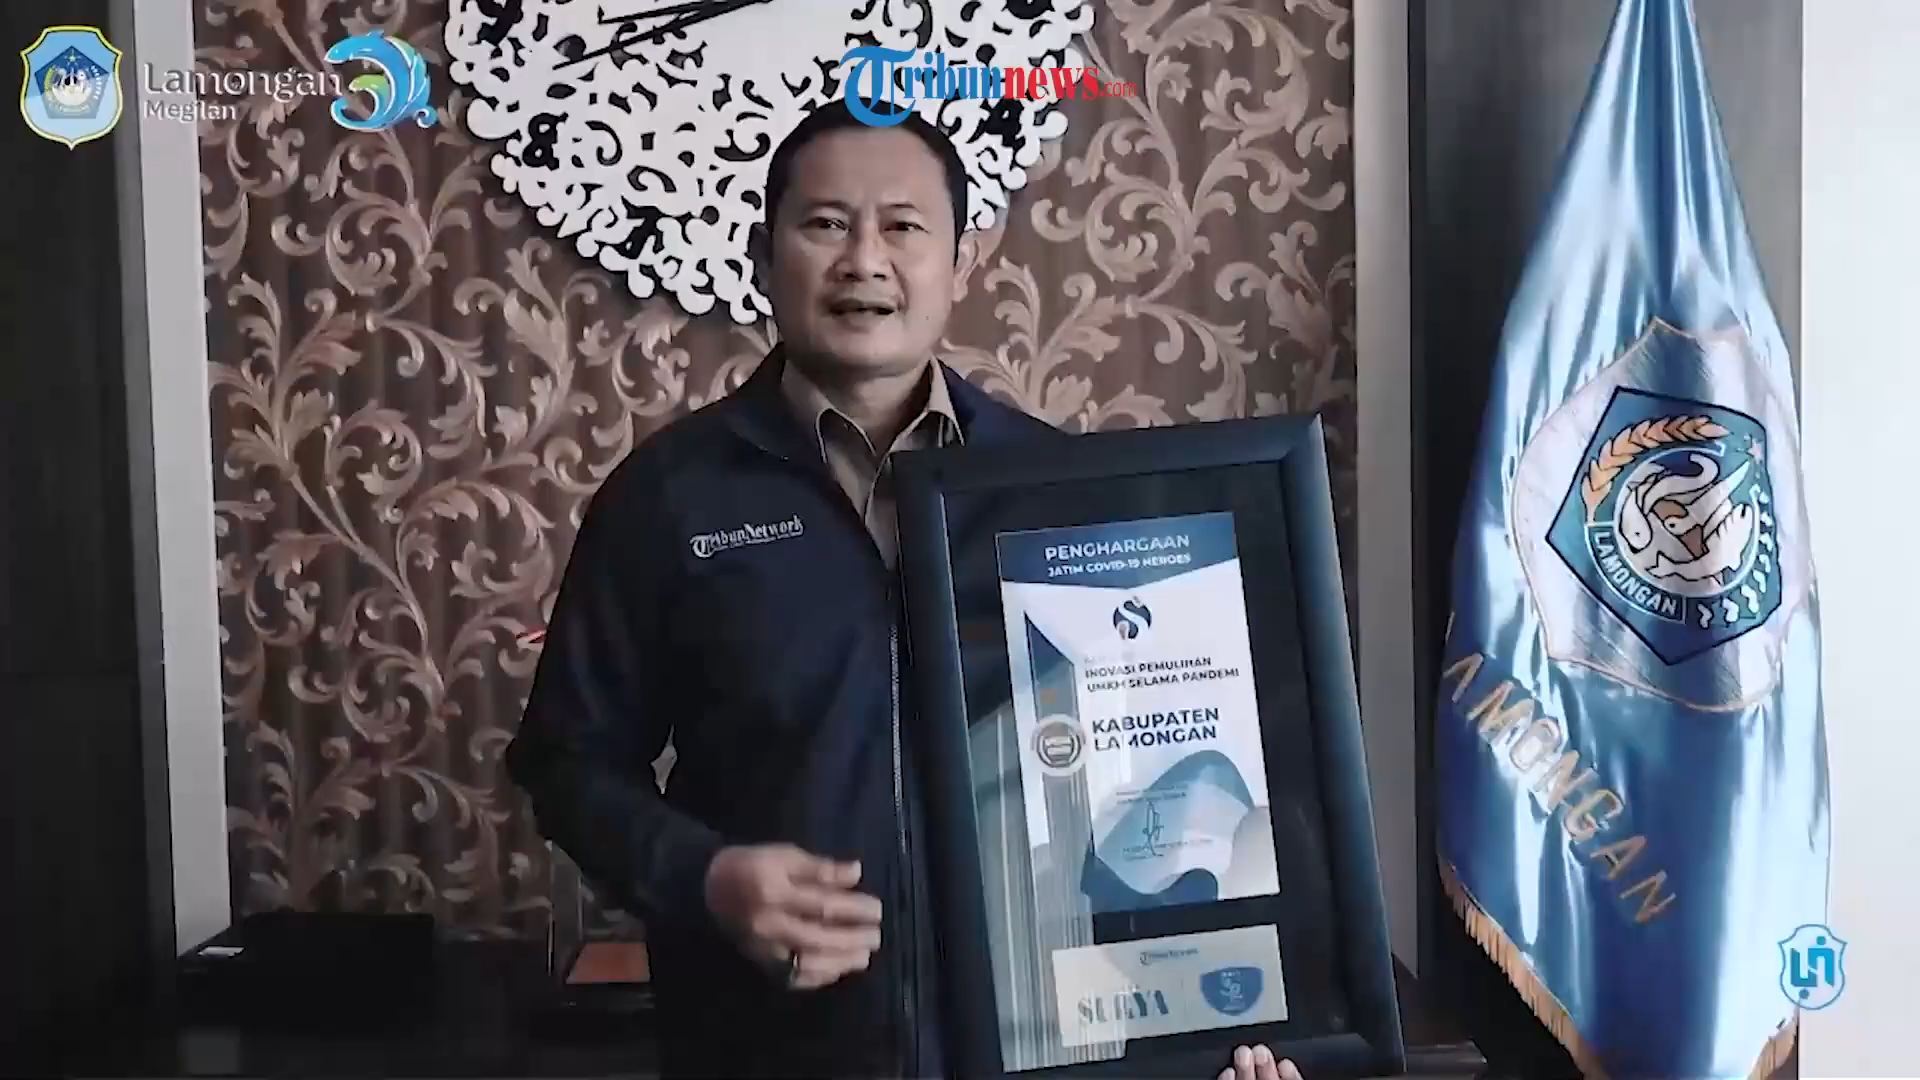 Lamongan
Megilan
Tribunnews.com
TribunNetwork
PENGHARGAAN
JATIM COVID-19 HEROES
INOVASI PEMULIHAN
UMKM SELAMA PANDEMI
KABUPATEN
LAMONGAN
SURYA
LAMONGAN
AMONGAN